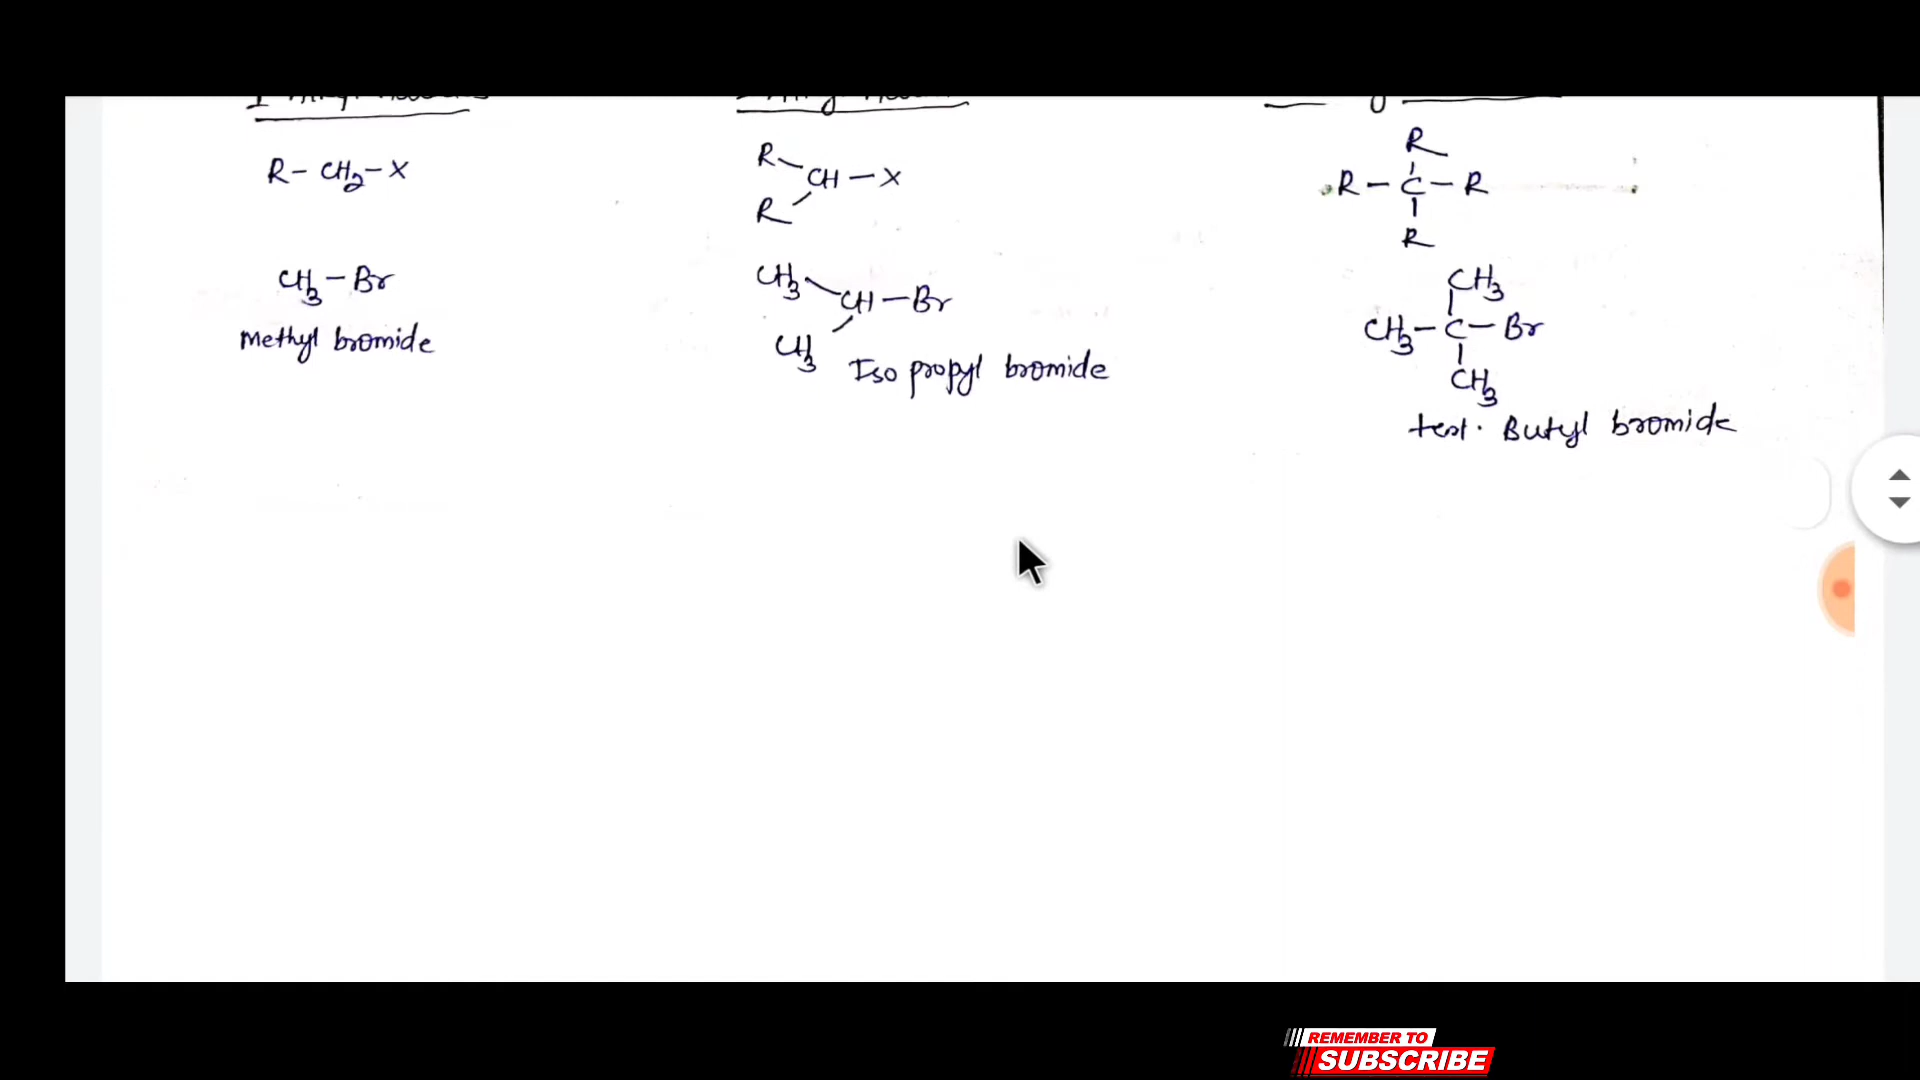 R-CH2-X
R
CH-X
R
R
R-C-R
R
CH3-Br
methyl bromide
CH3
CH-Br
CH3
Iso propyl bromide
CH3
CH3-C-Br
CH3
tert. Butyl bromide
REMEMBER TO
SUBSCRIBE